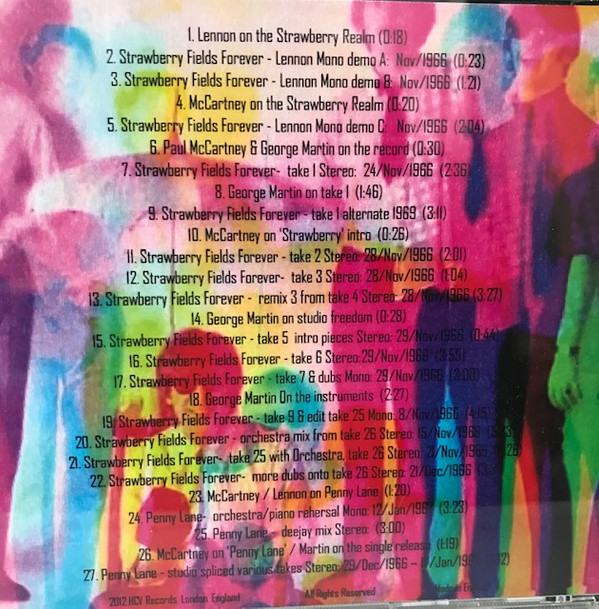 1. Lennon on the Strawberry Realm (0:18)
2. Strawberry Fields Forever - Lennon Mono demo A: Nov/1966 (0:23)
3. Strawberry Fields Forever - Lennon Mono demo B: Nov/1966 (1:21)
4. McCartney on the Strawberry Realm (0:20)
5. Strawberry Fields Forever - Lennon Mono demo C: Nov/1966 (2:04)
6. Paul McCartney & George Martin on the record (0:30)
7. Strawberry Fields Forever- take 1 Stereo: 24/Nov/1966 (2:36)
8. George Martin on take 1 (1:46)
9. Strawberry Fields Forever - take 1 alternate 1969 (3:11)
10. McCartney on 'Strawberry' intro (0:26)
11. Strawberry Fields Forever - take 2 Stereo: 28/Nov/1966 (2:01)
12. Strawberry Fields Forever- take 3 Stereo: 28/Nov/1966 (1:04)
13. Strawberry Fields Forever - remix 3 from take 4 Stereo: 28/Nov/1966 (3:27)
14. George Martin on studio freedom (0:28)
15. Strawberry Fields Forever - take 5 intro pieces Stereo: 29/Nov/1966 (0:44)
16. Strawberry Fields Forever - take 6 Stereo:29/Nov/1966 (3:55)
17. Strawberry Fields Forever - take 7 & dubs Mono: 29/Nov/1966 (3:00)
18. George Martin On the instruments (2:27)
19. Strawberry Fields Forever - take 9 & edit take 25 Mono: 8/Nov/1966 (4:15)
20. Strawberry Fields Forever - orchestra mix from take 26 Stereo: 15/Nov/1966
21. Strawberry Fields Forever- take 25 with Orchestra, take 26 Stereo: 21/Nov/1966
22. Strawberry Fields Forever- more dubs onto take 26 Stereo: 21/Dec/1966
23. McCartney / Lennon on Penny Lane (1:20)
24. Penny Lane- orchestra/piano rehersal Mono: 12/Jan/1967 (3:23)
25. Penny Lane - deejay mix Stereo: (3:00)
26. McCartney on 'Penny Lane' / Martin on the single release (1:19)
27. Penny Lane - studio spliced various takes Stereo: 29/Dec/1966 -
2012 HCV Records London England All Rights Reserved Made in